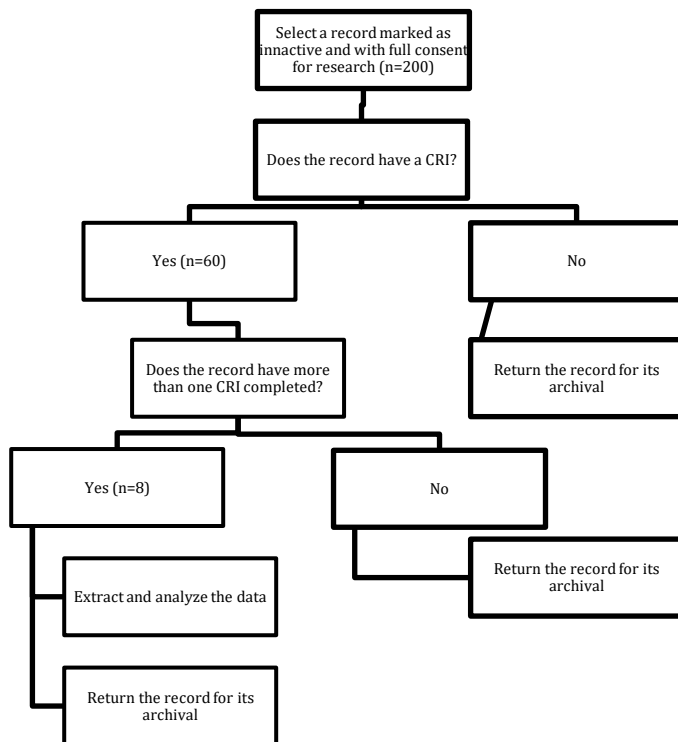 Select a record marked as
innactive and with full consent
for research (n=200)
Does the record have a CRI?
Yes (n=60)
No
Does the record have more
than one CRI completed?
Return the record for its
archival
Yes (n=8)
No
Extract and analyze the data
Return the record for its
archival
Return the record for its
archival